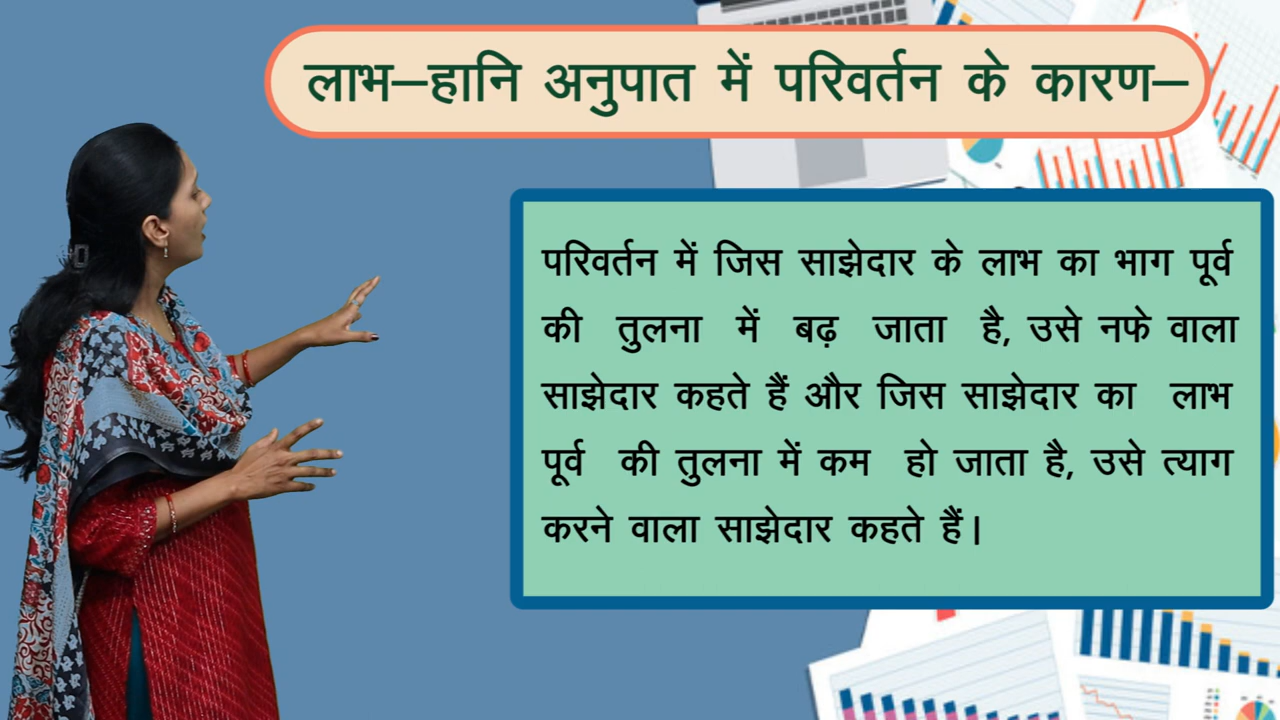 लाभ–हानि अनुपात में परिवर्तन के कारण–
परिवर्तन में जिस साझेदार के लाभ का भाग पूर्व
की तुलना में बढ़ जाता है, उसे नफे वाला
साझेदार कहते हैं और जिस साझेदार का लाभ
पूर्व की तुलना में कम हो जाता है, उसे त्याग
करने वाला साझेदार कहते हैं।